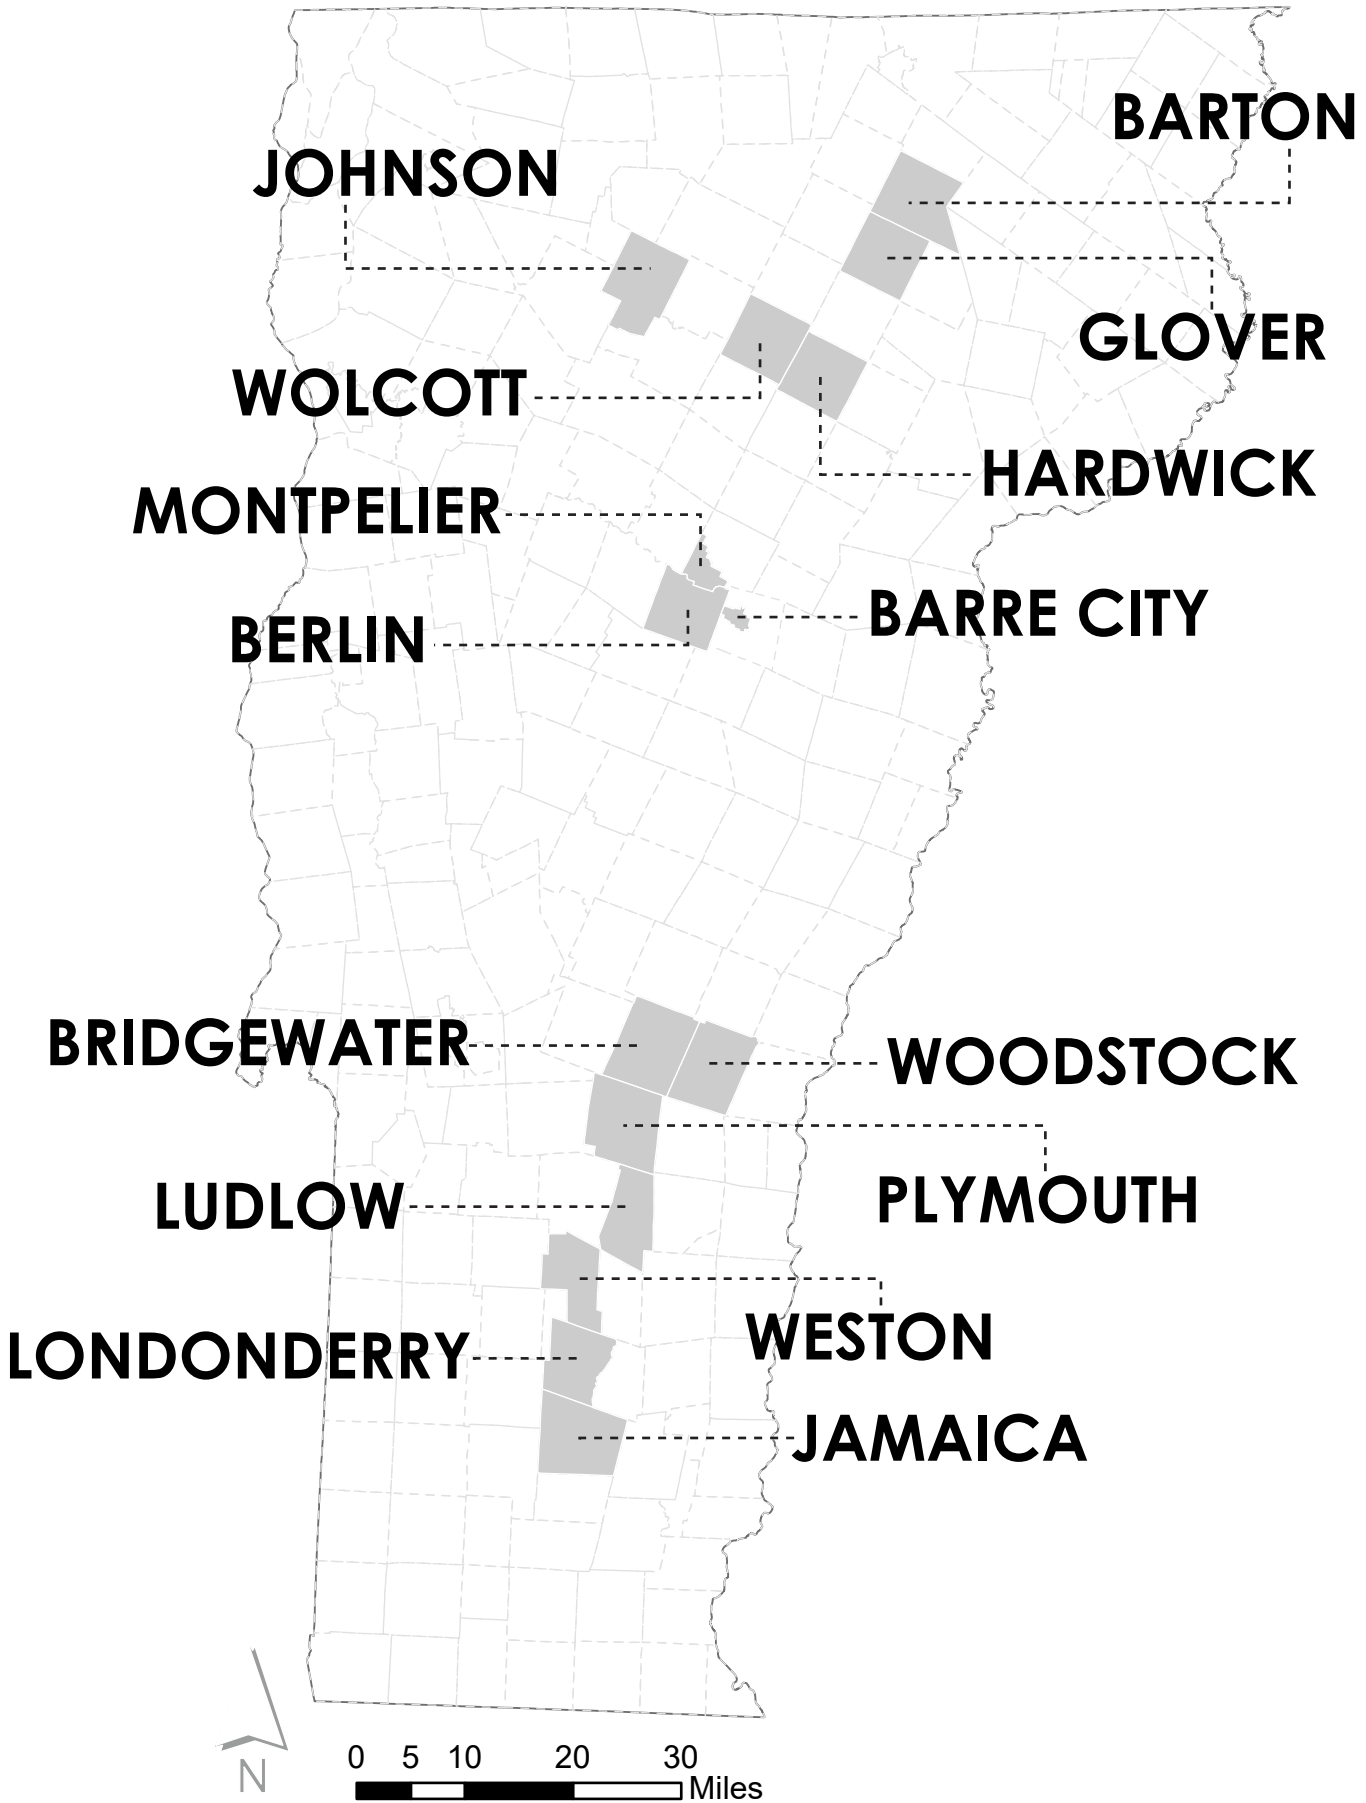 BARTON
JOHNSON
GLOVER
WOLCOTT
HARDWICK
MONTPELIER
BARRE CITY
BERLIN
BRIDGEWATER
WOODSTOCK
LUDLOW
PLYMOUTH
WESTON
LONDONDERRY
JAMAICA
N
0 5 10 20 30
Miles